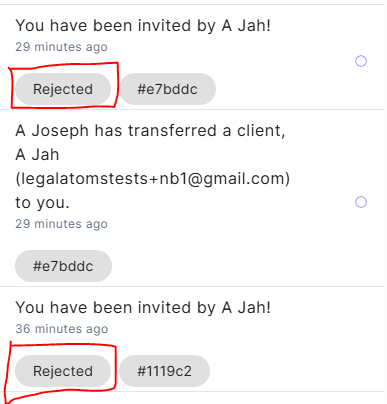 You have been invited by A Jah!
29 minutes ago
Rejected #e7bddc
A Joseph has transferred a client,
A Jah
(legalatomstests+nb1@gmail.com)
to you.
29 minutes ago
#e7bddc
You have been invited by A Jah!
36 minutes ago
Rejected #1119c2